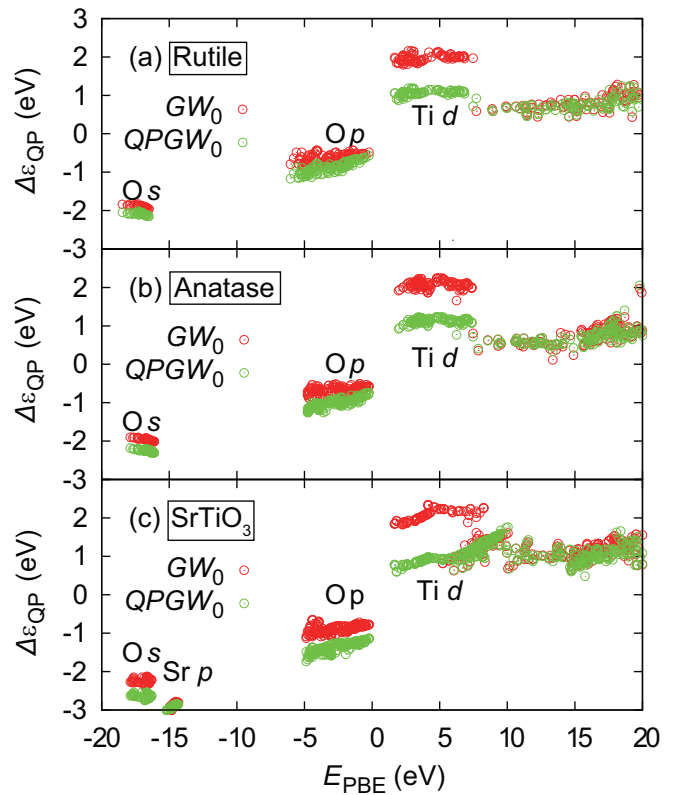 3
(a) Rutile
2
GW₀
1
QPGW₀
Ti d
0
O p
-1
O s
-2
3
Δε_QP (eV)
(b) Anatase
2
GW₀
1
QPGW₀
Ti d
0
O p
-1
O s
-2
-3
Δε_QP (eV)
(c) SrTiO₃
2
GW₀
1
QPGW₀
Ti d
0
O p
-1
O s
Sr p
-2
-3
Δε_QP (eV)
-20 -15 -10 -5 0 5 10 15 20
E_PBE (eV)